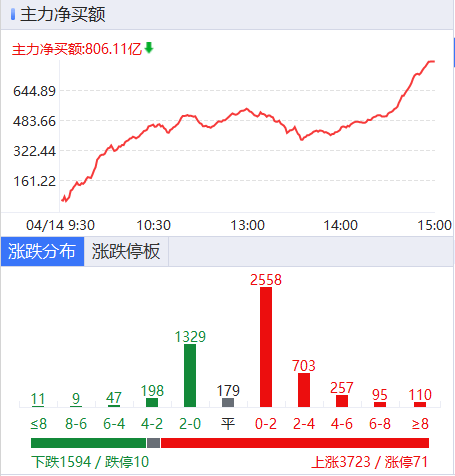 主力净买额
主力净买额:806.11亿
644.89
483.66
322.44
161.22
04/14 9:30 10:30 13:00 14:00 15:00
涨跌分布 涨跌停板
11 9 47 198 1329 179 2558 703 257 95 110
≤8 8-6 6-4 4-2 2-0 平 0-2 2-4 4-6 6-8 ≥8
下跌1594 / 跌停10 上涨3723 / 涨停71